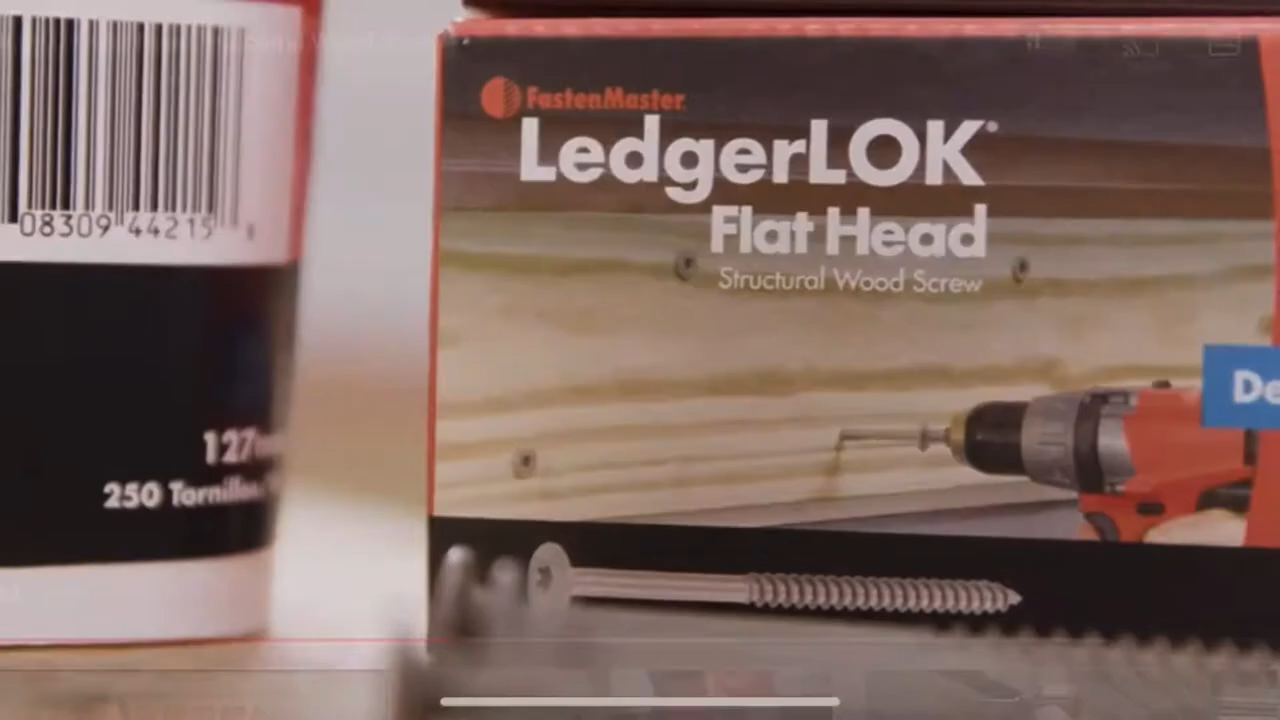 08309 44215
127
250 Tornillos
FastenMaster
LedgerLOK®
Flat Head
Structural Wood Screw
De